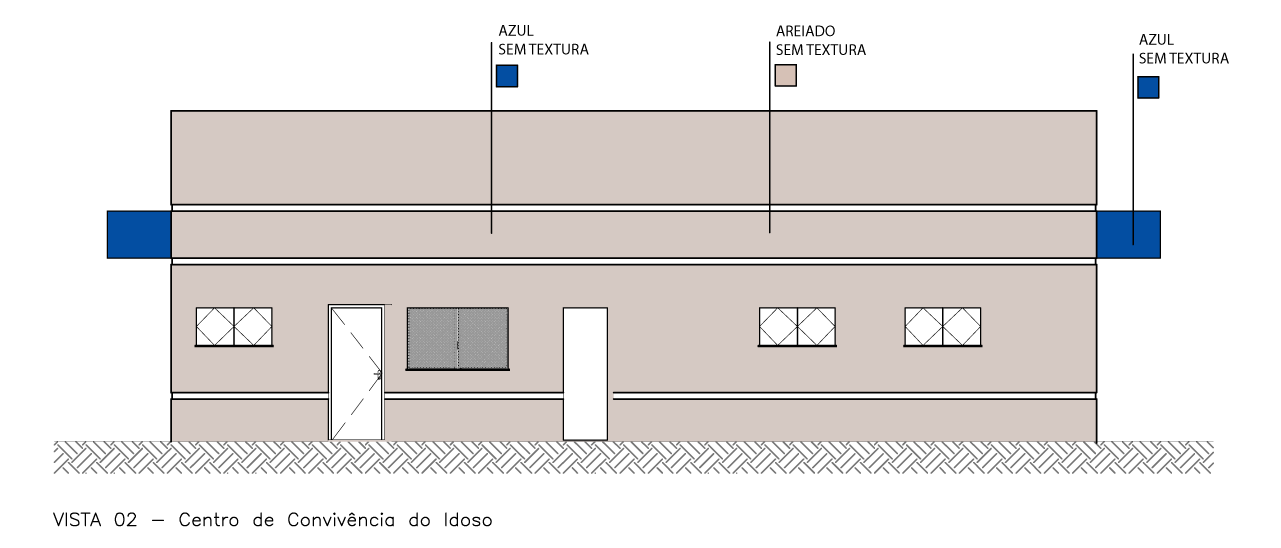 AZUL
SEM TEXTURA
AREIADO
SEM TEXTURA
AZUL
SEM TEXTURA
VISTA 02 - Centro de Convivência do Idoso